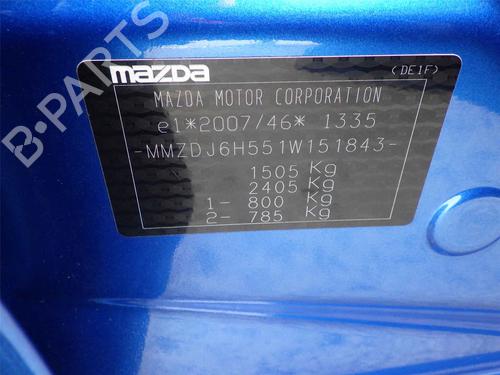 B-PARTS
mazda
(DE1F)
MAZDA MOTOR CORPORATION
e1*2007/46* 1335
-MMZDJ6H551W151843-
1505 Kg
2405 Kg
1- 800 Kg
2- 785 Kg